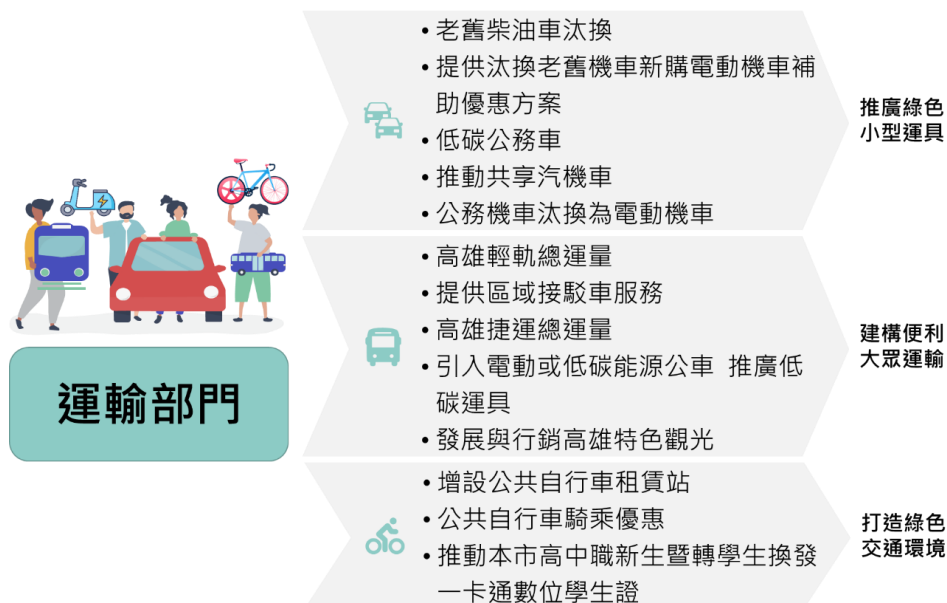 運輸部門
• 老舊柴油車汰換
• 提供汰換老舊機車新購電動機車補
助優惠方案
• 低碳公務車
• 推動共享汽機車
• 公務機車汰換為電動機車
推廣綠色
小型運具
• 高雄輕軌總運量
• 提供區域接駁車服務
• 高雄捷運總運量
• 引入電動或低碳能源公車 推廣低
碳運具
• 發展與行銷高雄特色觀光
建構便利
大眾運輸
• 增設公共自行車租賃站
• 公共自行車騎乘優惠
• 推動本市高中職新生暨轉學生換發
一卡通數位學生證
打造綠色
交通環境